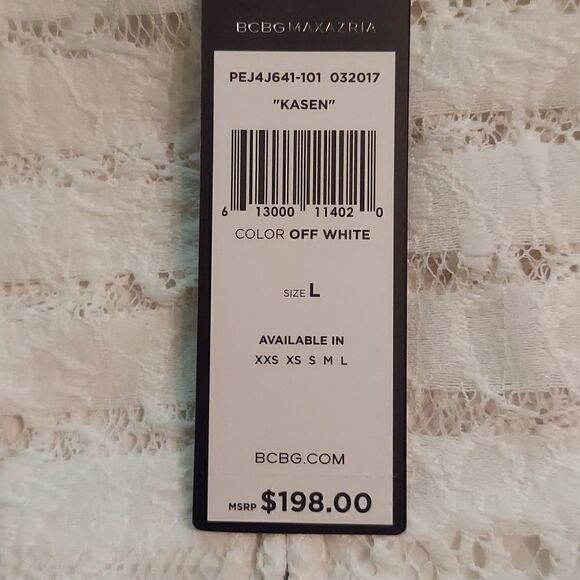 BCBGMAXAZRIA
PEJ4J641-101 032017
"KASEN"
6 13000 11402 0
COLOR OFF WHITE
SIZE L
AVAILABLE IN
XXS XS S M L
BCBG.COM
MSRP $198.00